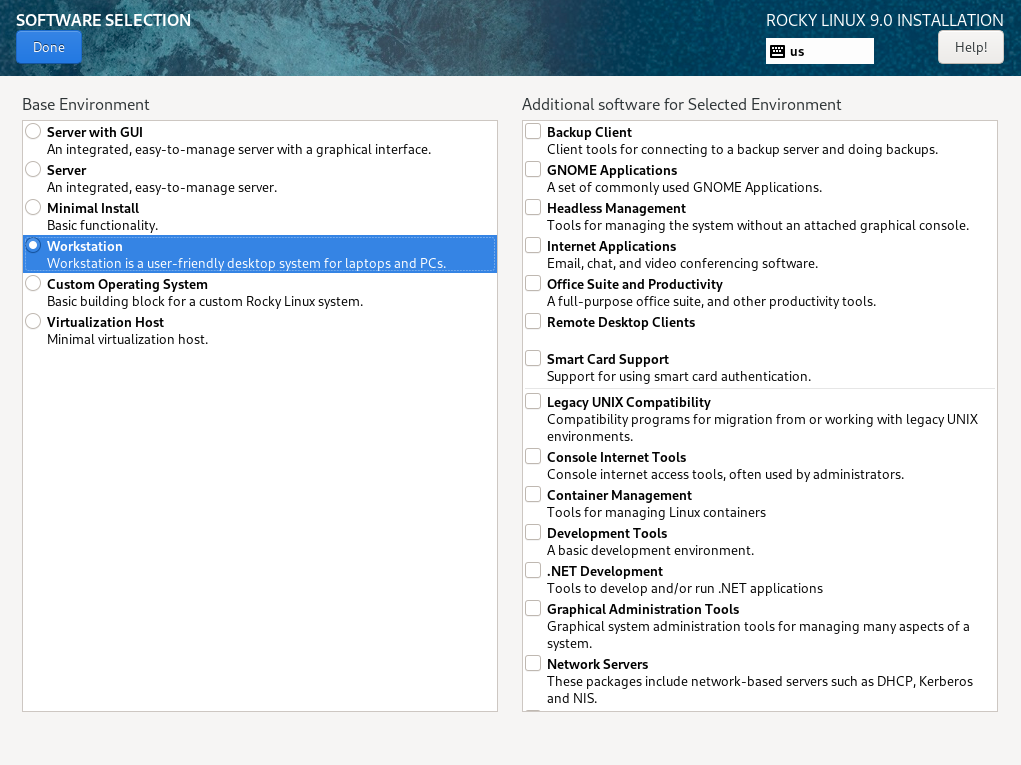 SOFTWARE SELECTION
Done
ROCKY LINUX 9.0 INSTALLATION
us
Help!
Base Environment
Server with GUI
An integrated, easy-to-manage server with a graphical interface.
Server
An integrated, easy-to-manage server.
Minimal Install
Basic functionality.
Workstation
Workstation is a user-friendly desktop system for laptops and PCs.
Custom Operating System
Basic building block for a custom Rocky Linux system.
Virtualization Host
Minimal virtualization host.
Additional software for Selected Environment
Backup Client
Client tools for connecting to a backup server and doing backups.
GNOME Applications
A set of commonly used GNOME Applications.
Headless Management
Tools for managing the system without an attached graphical console.
Internet Applications
Email, chat, and video conferencing software.
Office Suite and Productivity
A full-purpose office suite, and other productivity tools.
Remote Desktop Clients
Smart Card Support
Support for using smart card authentication.
Legacy UNIX Compatibility
Compatibility programs for migration from or working with legacy UNIX
environments.
Console Internet Tools
Console internet access tools, often used by administrators.
Container Management
Tools for managing Linux containers
Development Tools
A basic development environment.
.NET Development
Tools to develop and/or run .NET applications
Graphical Administration Tools
Graphical system administration tools for managing many aspects of a
system.
Network Servers
These packages include network-based servers such as DHCP, Kerberos
and NIS.